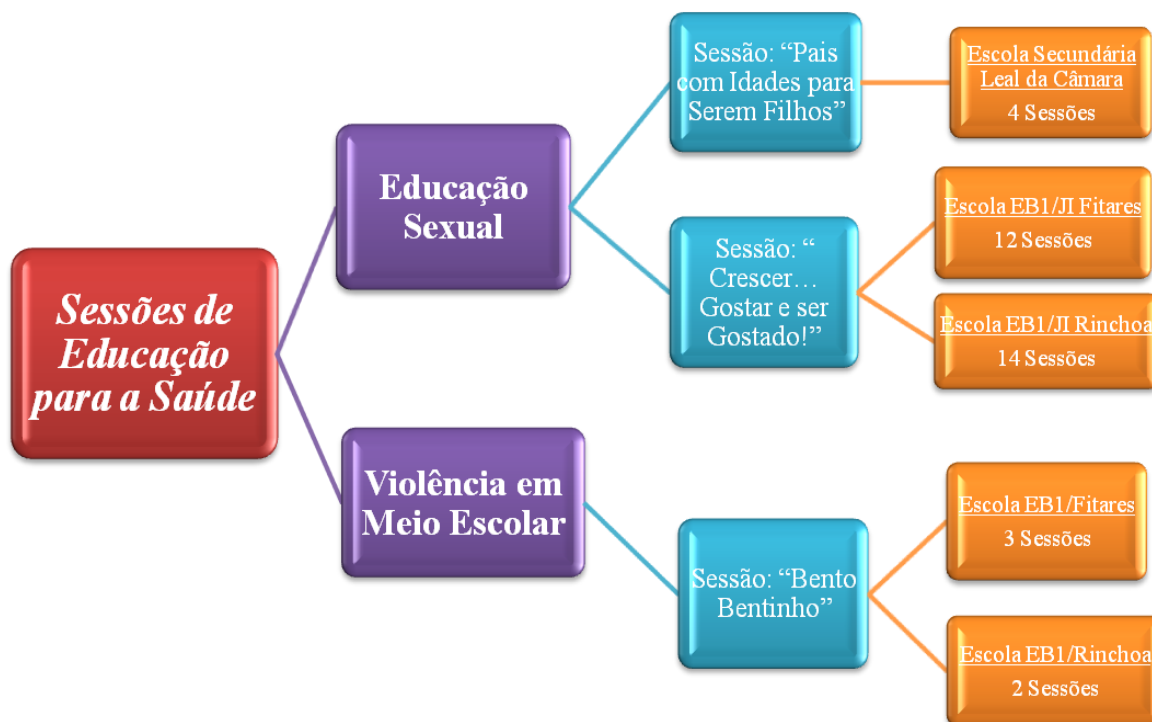 Sessões de
Educação
para a Saúde
Educação
Sexual
Sessão: “Pais
com Idades para
Serem Filhos”
Escola Secundária
Leal da Câmara
4 Sessões
Sessão: “
Crescer…
Gostar e ser
Gostado!”
Escola EB1/JI Fitares
12 Sessões
Escola EB1/JI Rinchoa
14 Sessões
Violência em
Meio Escolar
Sessão: “Bento
Bentinho”
Escola EB1/Fitares
3 Sessões
Escola EB1/Rinchoa
2 Sessões